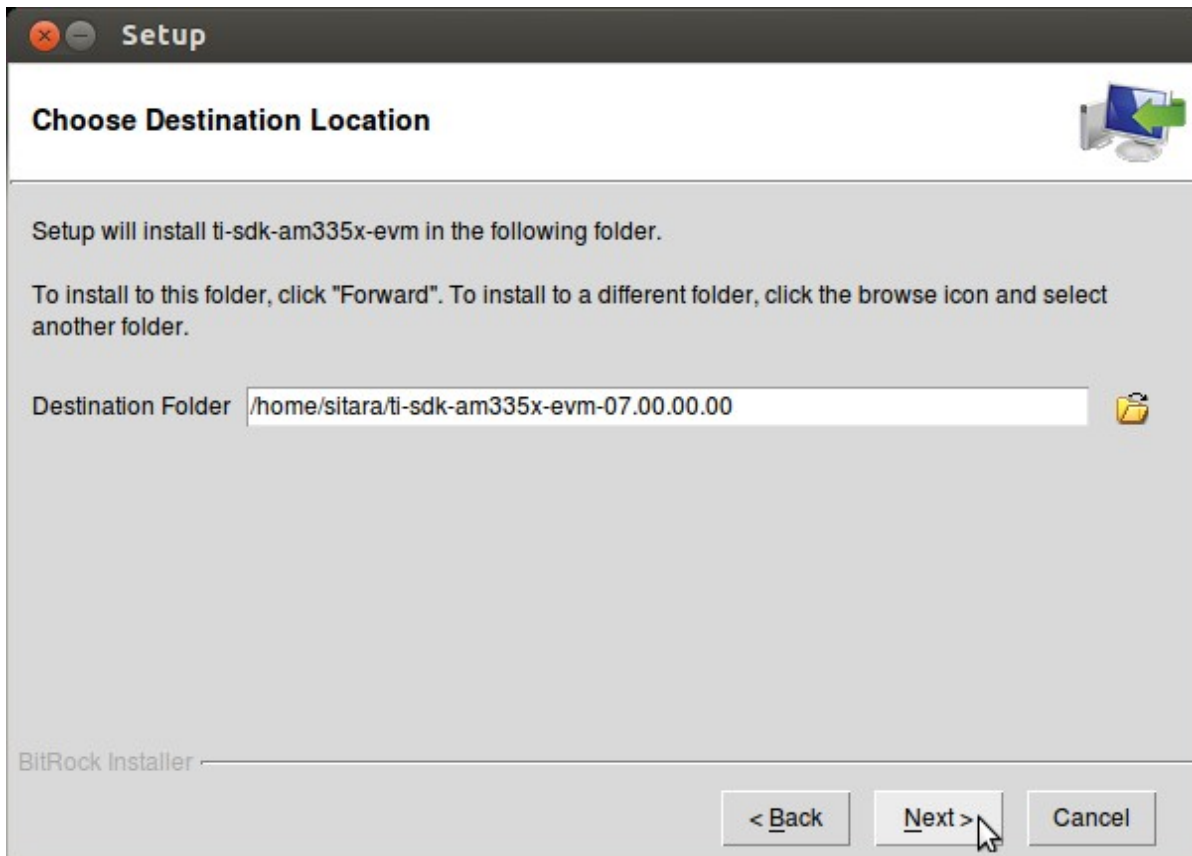 Setup
Choose Destination Location
Setup will install ti-sdk-am335x-evm in the following folder.
To install to this folder, click "Forward". To install to a different folder, click the browse icon and select
another folder.
Destination Folder /home/sitara/ti-sdk-am335x-evm-07.00.00.00
BitRock Installer
< Back Next > Cancel